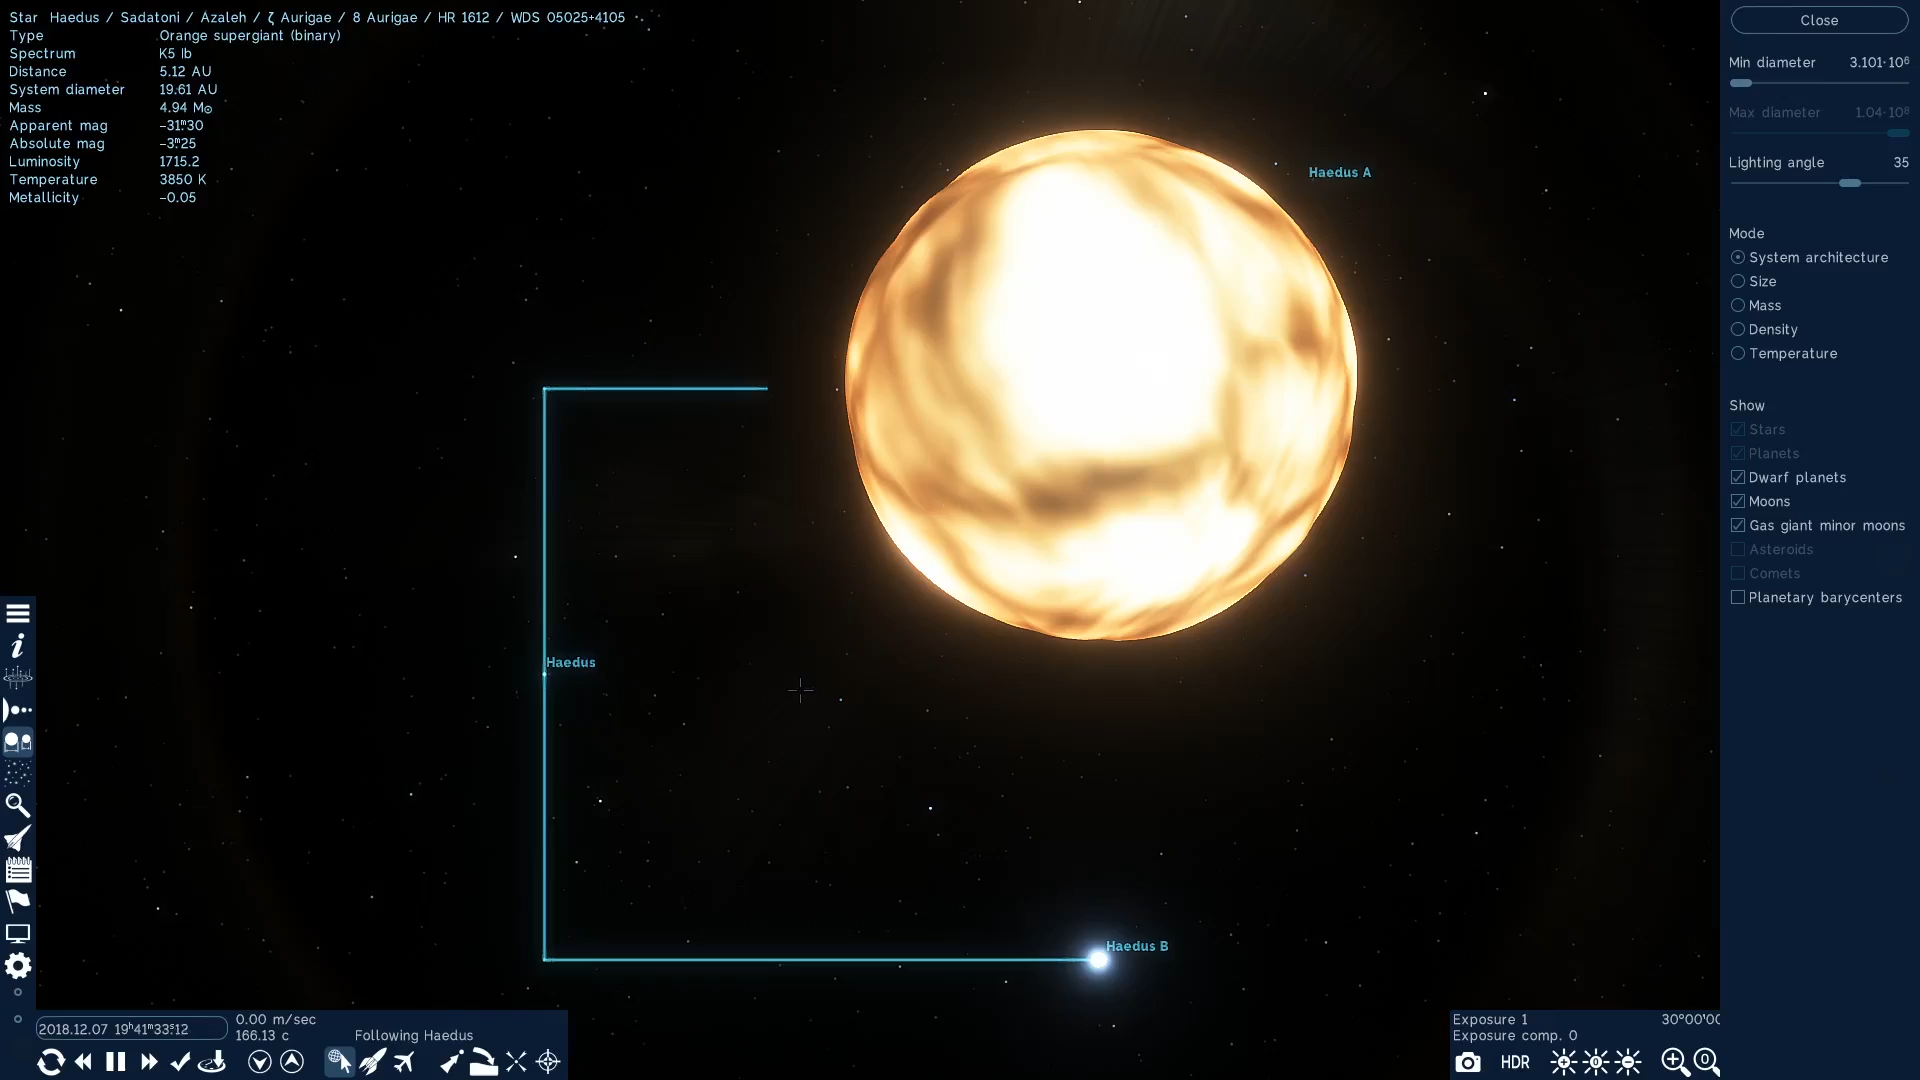 Star Haedus / Sadatoni / Azaleh / ζ Aurigae / 8 Aurigae / HR 1612 / WDS 05025+4105
Type Orange supergiant (binary)
Spectrum K5 Ib
Distance 5.12 AU
System diameter 19.61 AU
Mass 4.94 M☉
Apparent mag −31ᵐ30
Absolute mag −3ᵐ25
Luminosity 1715.2
Temperature 3850 K
Metallicity −0.05
Haedus A
Haedus
Haedus B
Close
Min diameter 3.101·10⁶
Max diameter 1.04·10⁸
Lighting angle 35
Mode
System architecture
Size
Mass
Density
Temperature
Show
Stars
Planets
Dwarf planets
Moons
Gas giant minor moons
Asteroids
Comets
Planetary barycenters
2018.12.07 19ʰ41ᵐ33ˢ.12
0.00 m/sec
166.13 c
Following Haedus
Exposure 1 30°00'00
Exposure comp. 0
HDR